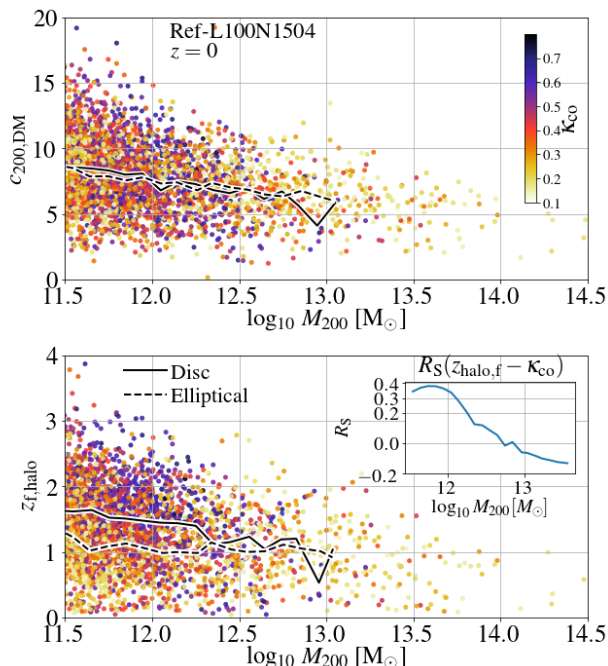 20
15
10
5
0
c200,DM
Ref-L100N1504
z = 0
0.7
0.6
0.5
0.4
0.3
0.2
0.1
κco
11.5 12.0 12.5 13.0 13.5 14.0 14.5
log10 M200 [M⊙]
4
3
2
1
0
zf,halo
Disc
Elliptical
RS(zhalo,f − κco)
0.4
0.3
0.0
−0.2
RS
12 13
log10 M200[M⊙]
11.5 12.0 12.5 13.0 13.5 14.0 14.5
log10 M200 [M⊙]